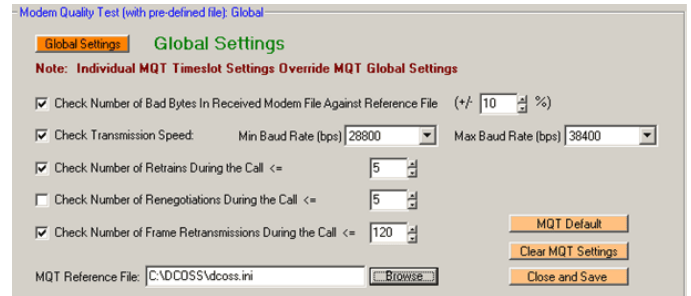 Modem Quality Test (with pre-defined file): Global
Global Settings Global Settings
Note: Individual MQT Timeslot Settings Override MQT Global Settings
Check Number of Bad Bytes In Received Modem File Against Reference File (+/- 10 %)
Check Transmission Speed: Min Baud Rate (bps) 28800 Max Baud Rate (bps) 38400
Check Number of Retrains During the Call <= 5
Check Number of Renegotiations During the Call <= 5
Check Number of Frame Retransmissions During the Call <= 120
MQT Default
Clear MQT Settings
MQT Reference File: C:\DCOSS\dcoss.ini Browse Close and Save